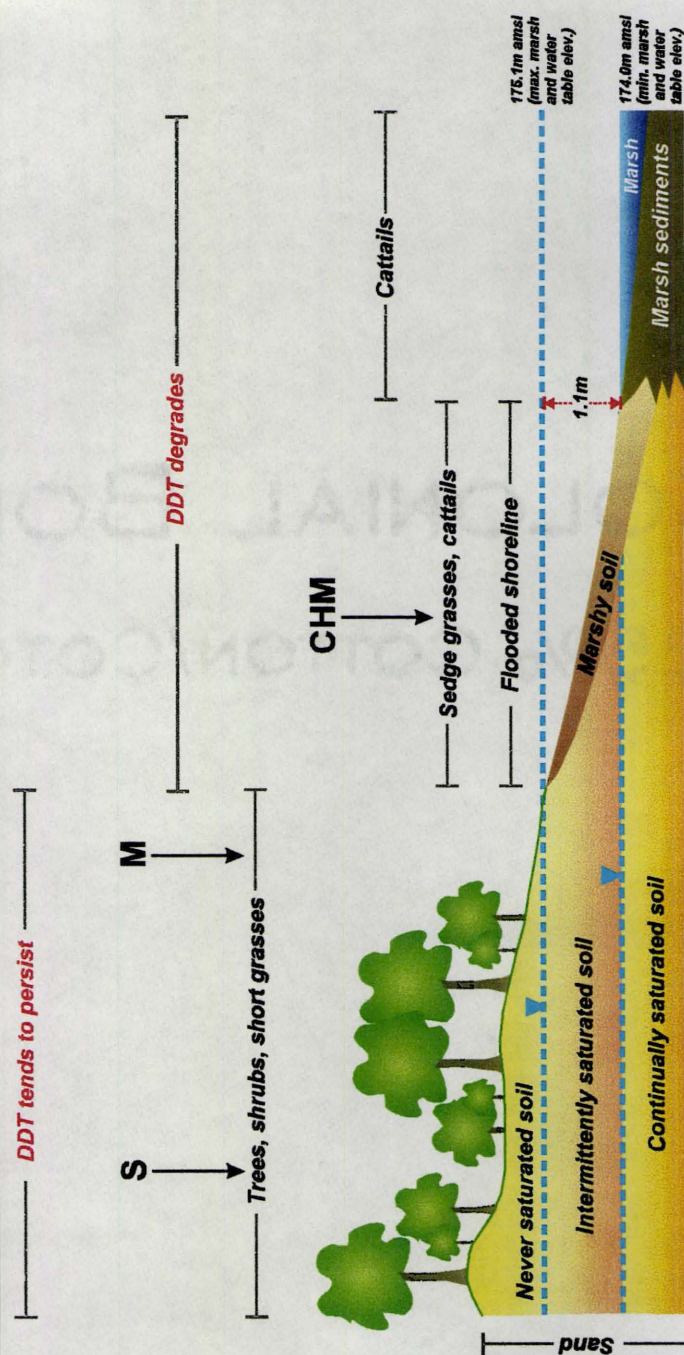 DDT tends to persist
DDT degrades
S
M
Trees, shrubs, short grasses
CHM
Cattails
Sedge grasses, cattails
Flooded shoreline
175.1m amsl
(max. marsh
and water
table elev.)
1.1m
174.0m amsl
(min. marsh
and water
table elev.)
Never saturated soil
Intermittently saturated soil
Continually saturated soil
Marshy soil
Marsh
Marsh sediments
Sand